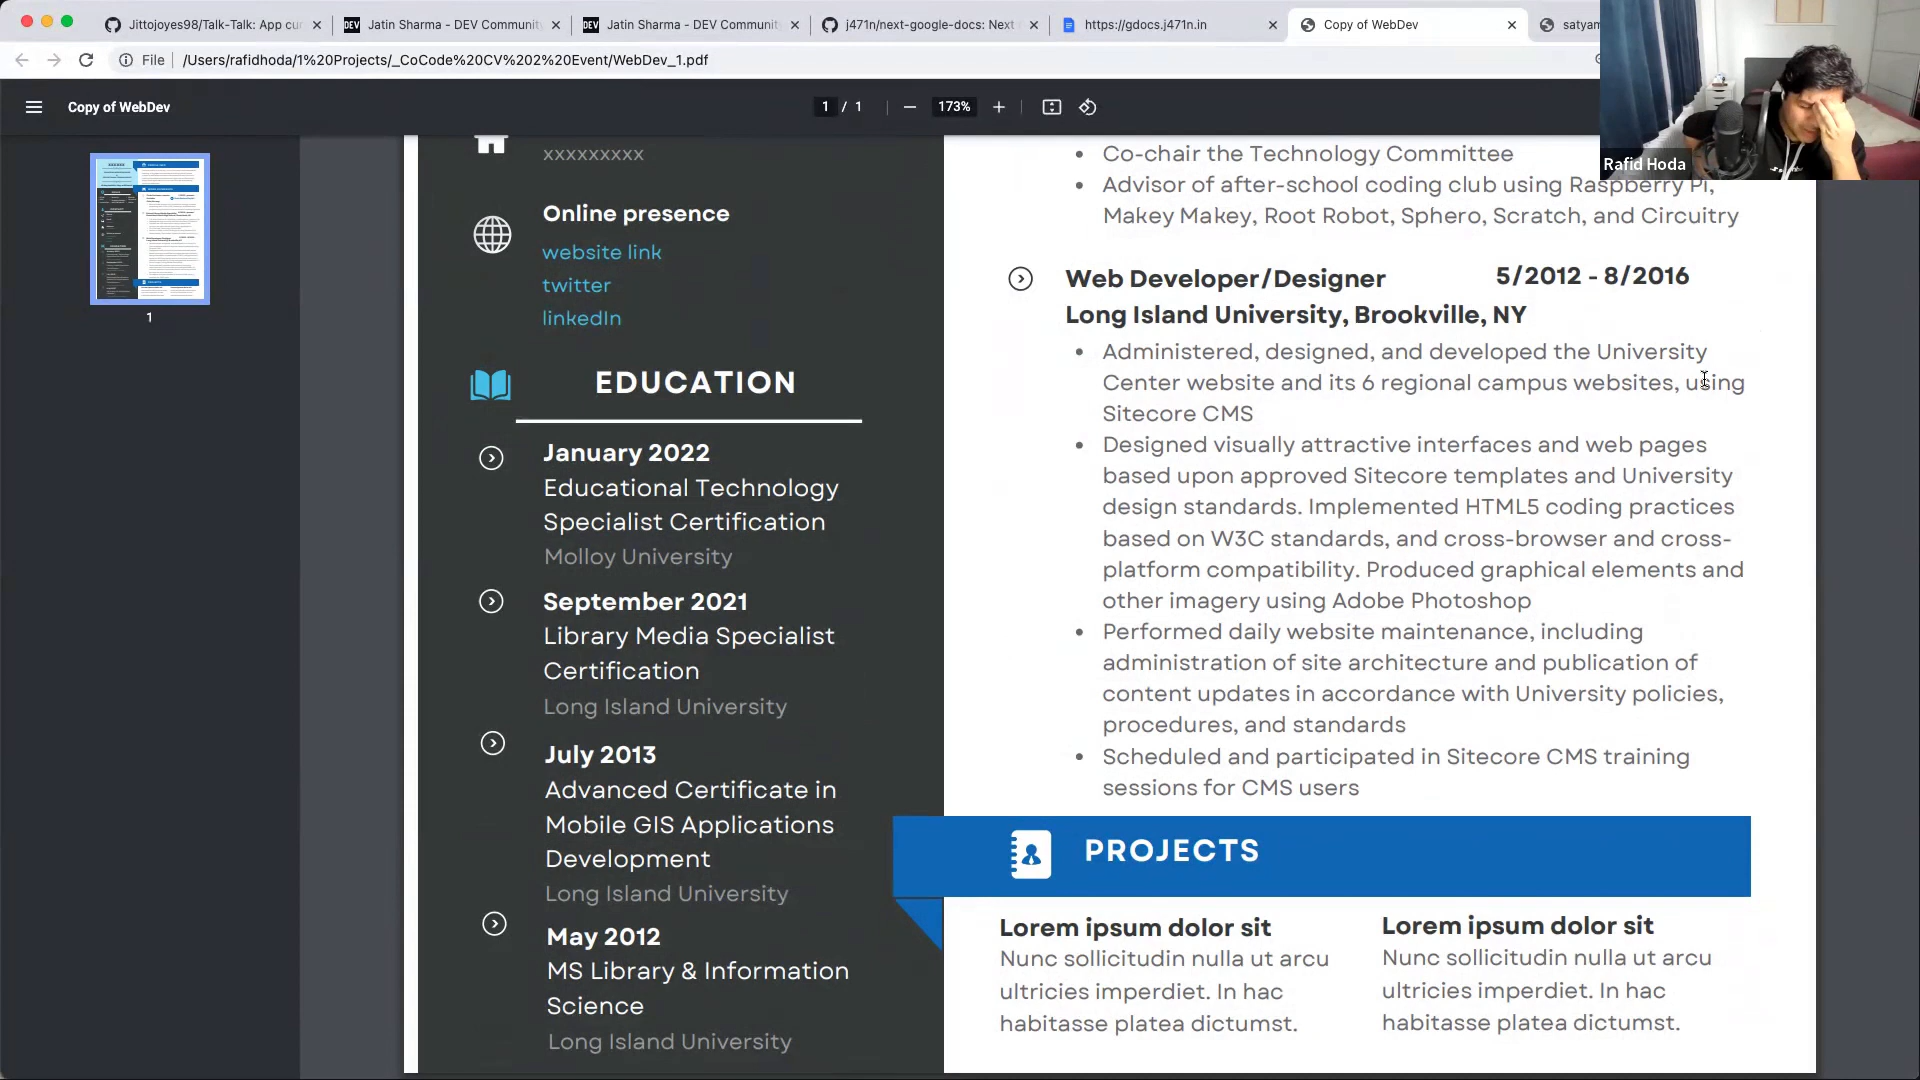 Jittojoyes98/Talk-Talk: App cu
Jatin Sharma - DEV Communit
Jatin Sharma - DEV Communit
j471n/next-google-docs: Next
https://gdocs.j471n.in
Copy of WebDev
satyam
File
/Users/rafidhoda/1%20Projects/_CoCode%20CV%202%20Event/WebDev_1.pdf
Copy of WebDev
1 / 1
173%
Rafid Hoda
1
xxxxxxxxx
Online presence
website link
twitter
linkedIn
EDUCATION
January 2022
Educational Technology
Specialist Certification
Molloy University
September 2021
Library Media Specialist
Certification
Long Island University
July 2013
Advanced Certificate in
Mobile GIS Applications
Development
Long Island University
May 2012
MS Library & Information
Science
Long Island University
• Co-chair the Technology Committee
• Advisor of after-school coding club using Raspberry Pi,
Makey Makey, Root Robot, Sphero, Scratch, and Circuitry
Web Developer/Designer 5/2012 - 8/2016
Long Island University, Brookville, NY
• Administered, designed, and developed the University
Center website and its 6 regional campus websites, using
Sitecore CMS
• Designed visually attractive interfaces and web pages
based upon approved Sitecore templates and University
design standards. Implemented HTML5 coding practices
based on W3C standards, and cross-browser and cross-
platform compatibility. Produced graphical elements and
other imagery using Adobe Photoshop
• Performed daily website maintenance, including
administration of site architecture and publication of
content updates in accordance with University policies,
procedures, and standards
• Scheduled and participated in Sitecore CMS training
sessions for CMS users
PROJECTS
Lorem ipsum dolor sit
Nunc sollicitudin nulla ut arcu
ultricies imperdiet. In hac
habitasse platea dictumst.
Lorem ipsum dolor sit
Nunc sollicitudin nulla ut arcu
ultricies imperdiet. In hac
habitasse platea dictumst.